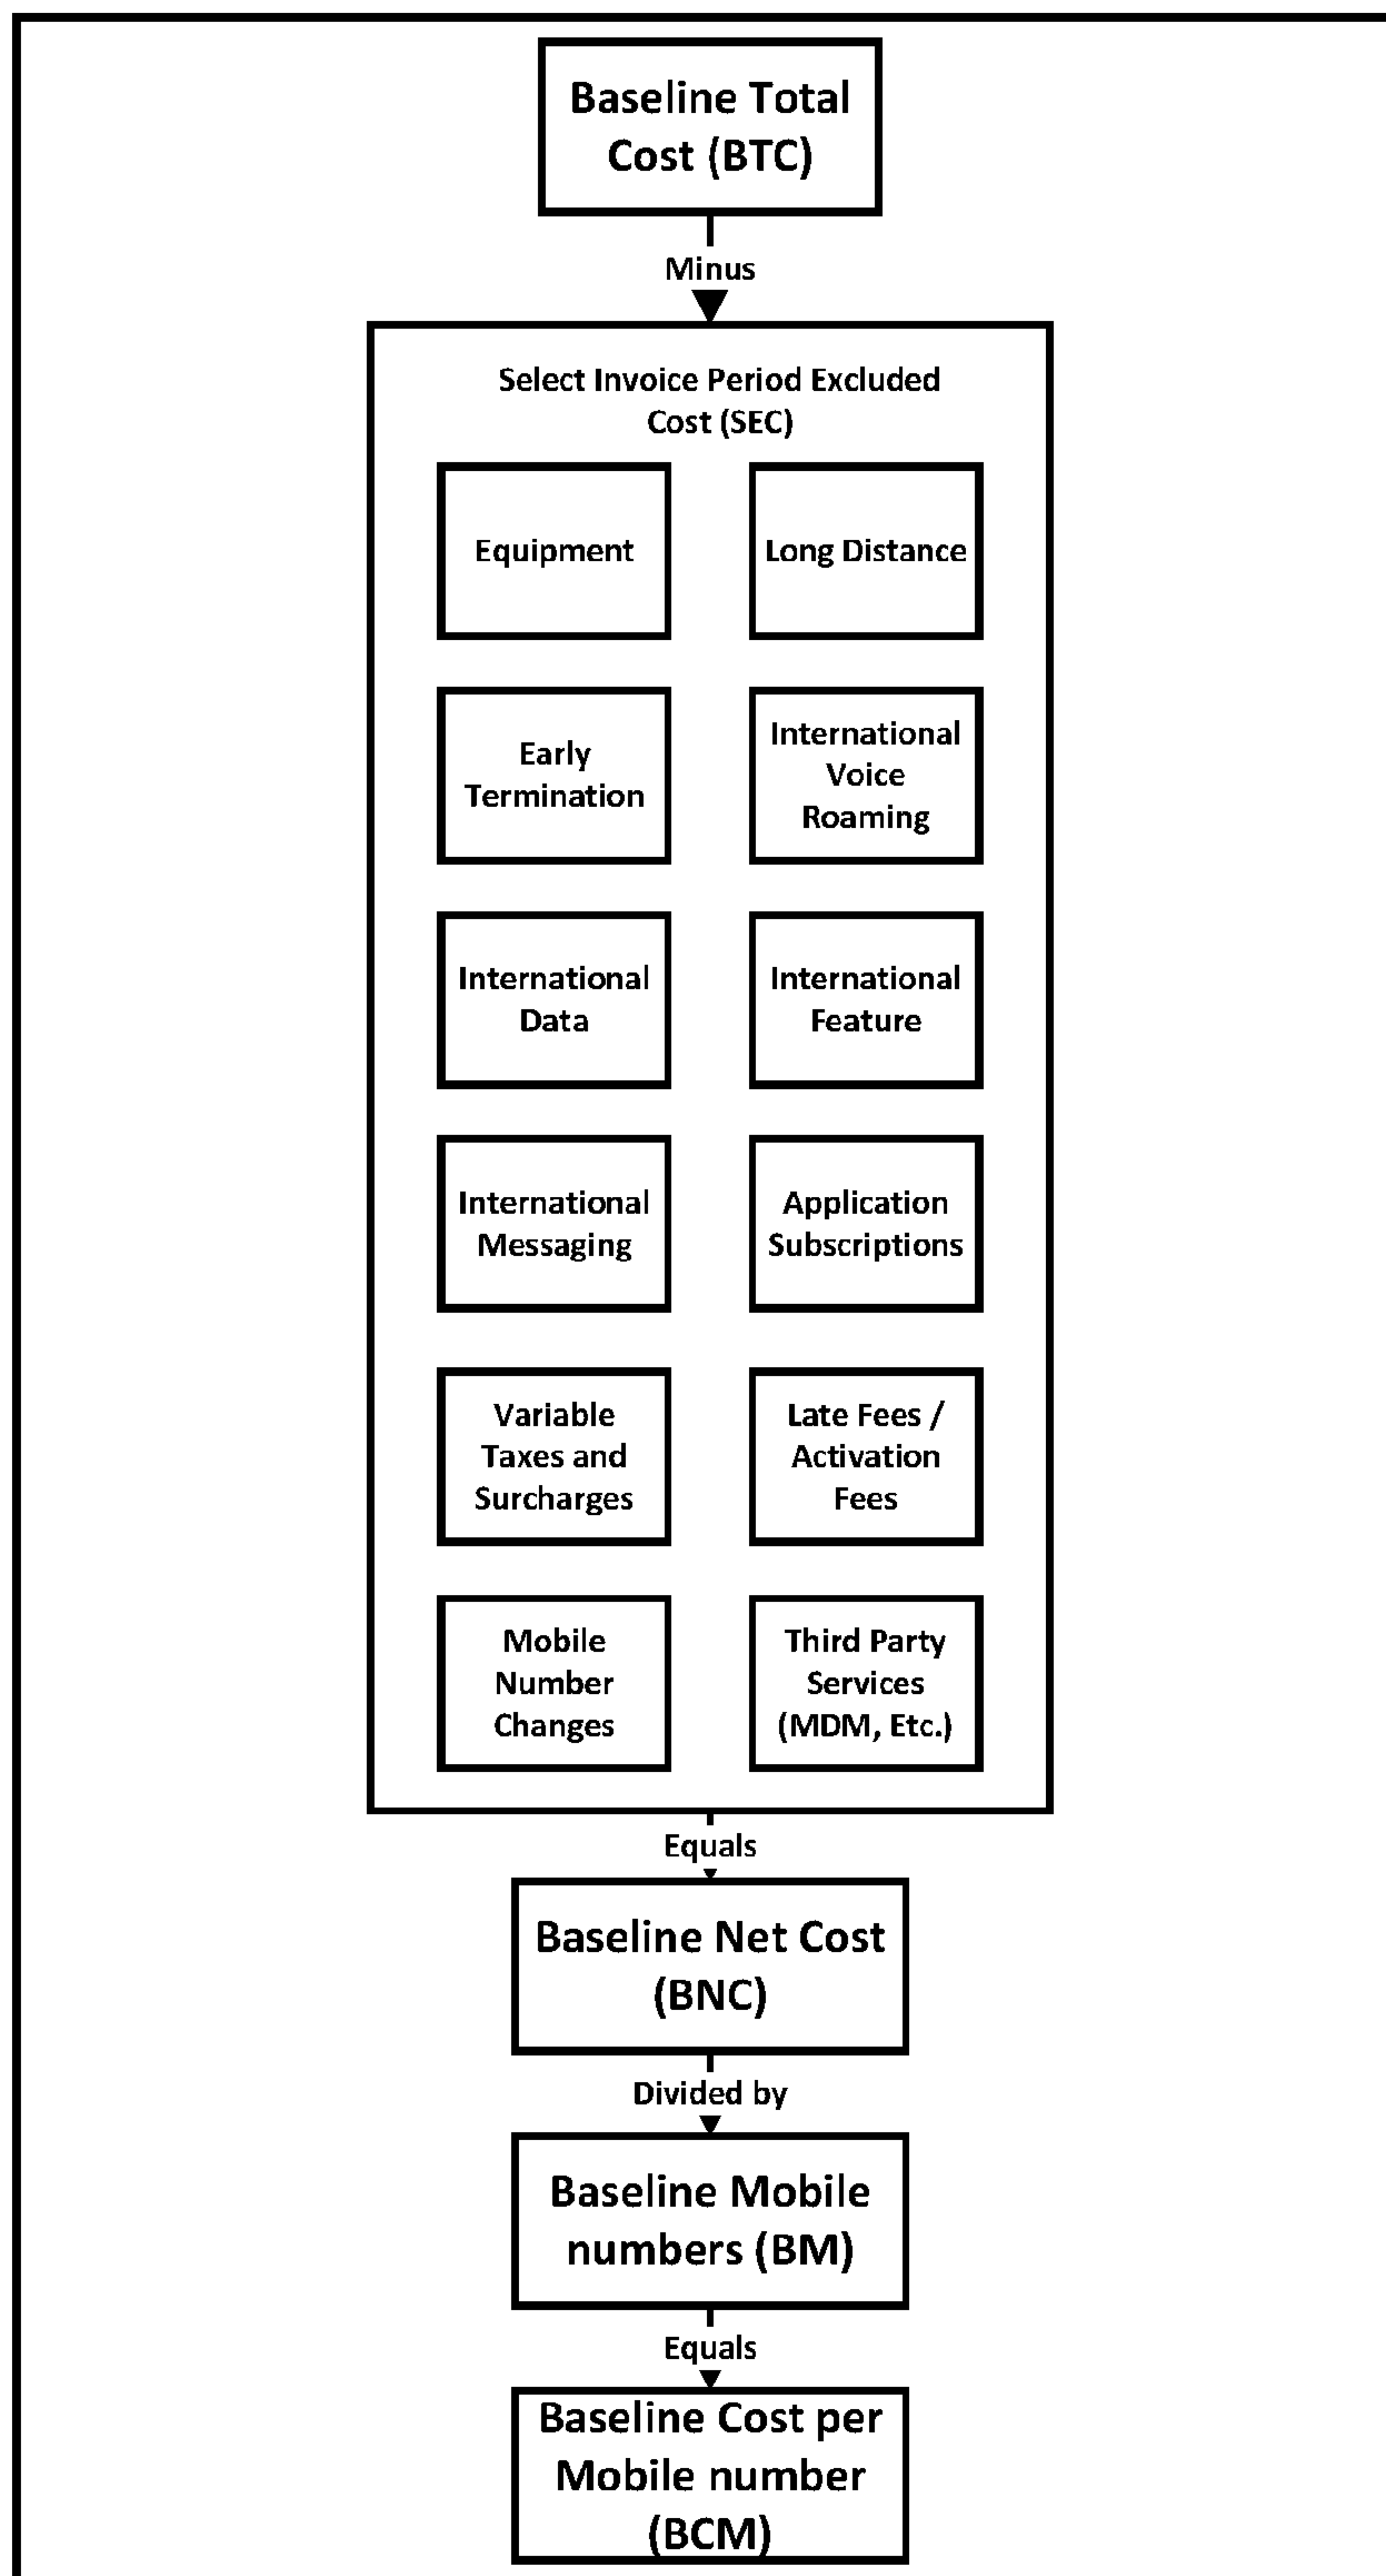 Baseline Total
Cost (BTC)
Minus
Select Invoice Period Excluded
Cost (SEC)
Equipment
Long Distance
Early
Termination
International
Voice
Roaming
International
Data
International
Feature
International
Messaging
Application
Subscriptions
Variable
Taxes and
Surcharges
Late Fees /
Activation
Fees
Mobile
Number
Changes
Third Party
Services
(MDM, Etc.)
Equals
Baseline Net Cost
(BNC)
Divided by
Baseline Mobile
numbers (BM)
Equals
Baseline Cost per
Mobile number
(BCM)